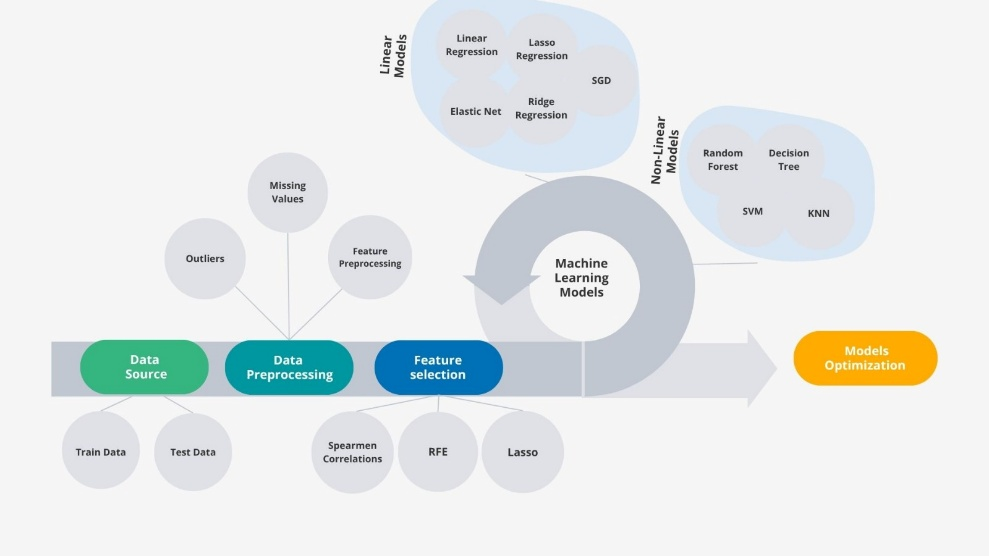 Linear
Models
Linear
Regression
Lasso
Regression
SGD
Elastic Net
Ridge
Regression
Non-Linear
Models
Random
Forest
Decision
Tree
SVM
KNN
Missing
Values
Outliers
Feature
Preprocessing
Machine
Learning
Models
Data
Source
Data
Preprocessing
Feature
selection
Models
Optimization
Train Data
Test Data
Spearmen
Correlations
RFE
Lasso